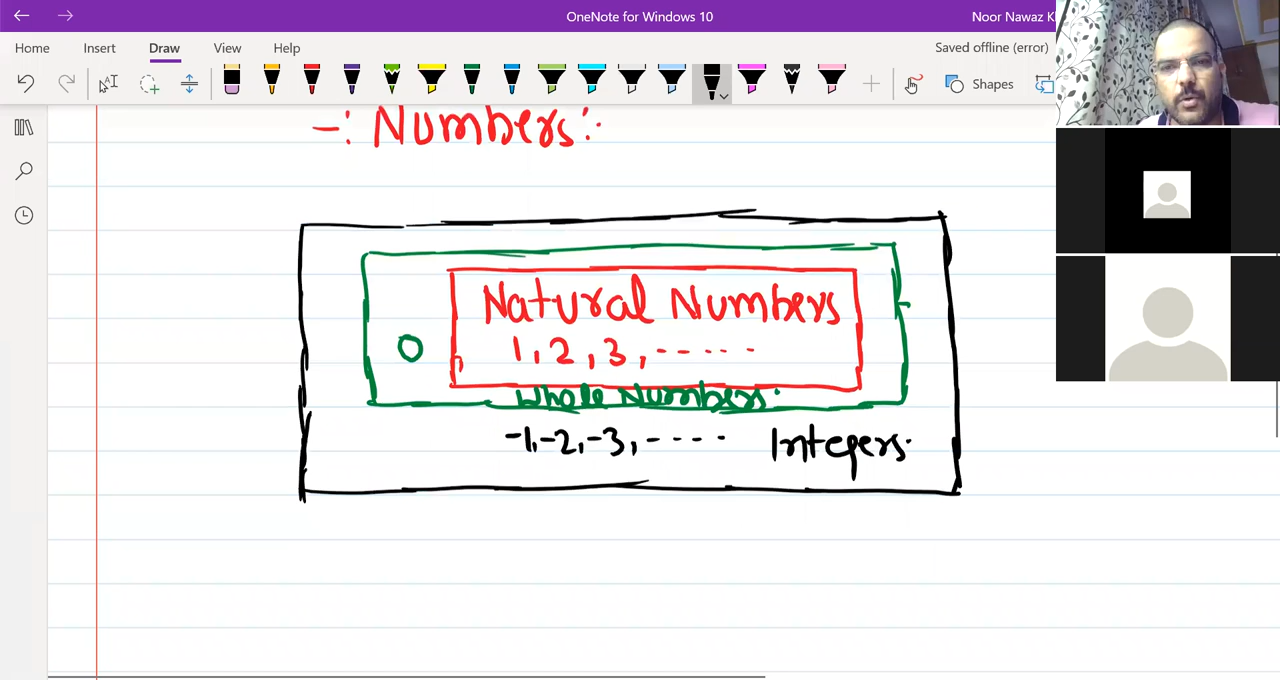 OneNote for Windows 10
Noor Nawaz K
Home Insert Draw View Help
Saved offline (error)
Shapes
-: Numbers:-
Natural Numbers
0 1, 2, 3, -----
Whole Numbers.
-1, -2, -3, ---- Integers.